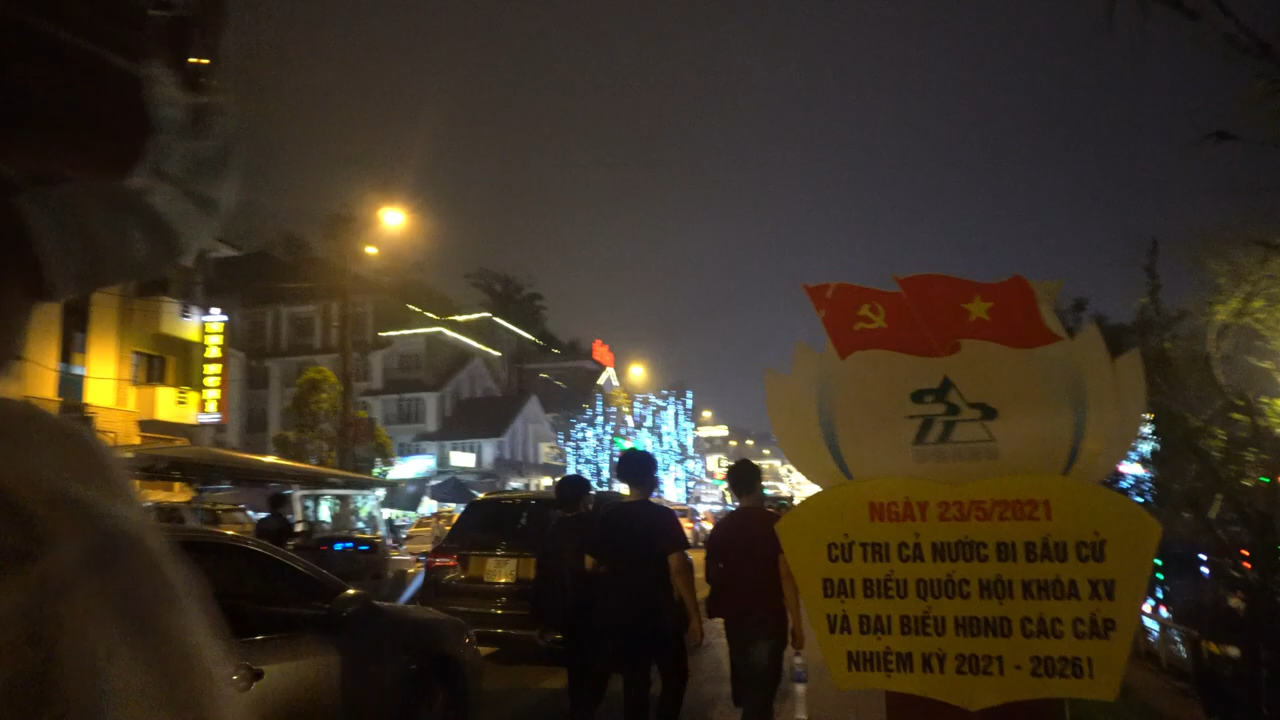 NGÀY 23/5/2021
CỬ TRI CẢ NƯỚC ĐI BẦU CỬ
ĐẠI BIỂU QUỐC HỘI KHÓA XV
VÀ ĐẠI BIỂU HĐND CÁC CẤP
NHIỆM KỲ 2021 - 2026!